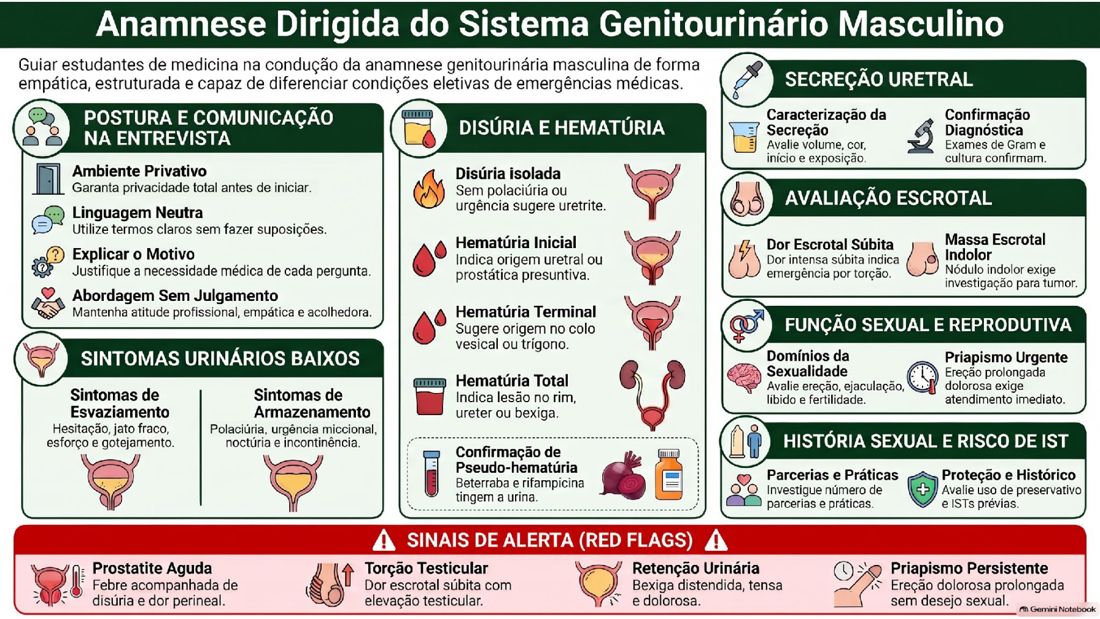 Anamnese Dirigida do Sistema Genitourinário Masculino
Guiar estudantes de medicina na condução da anamnese genitourinária masculina de forma
empática, estruturada e capaz de diferenciar condições eletivas de emergências médicas.
POSTURA E COMUNICAÇÃO
NA ENTREVISTA
Ambiente Privativo
Garanta privacidade total antes de iniciar.
Linguagem Neutra
Utilize termos claros sem fazer suposições.
Explicar o Motivo
Justifique a necessidade médica de cada pergunta.
Abordagem Sem Julgamento
Mantenha atitude profissional, empática e acolhedora.
SINTOMAS URINÁRIOS BAIXOS
Sintomas de
Esvaziamento
Hesitação, jato fraco,
esforço e gotejamento.
Sintomas de
Armazenamento
Polaciúria, urgência miccional,
noctúria e incontinência.
DISÚRIA E HEMATÚRIA
Disúria isolada
Sem polaciúria ou
urgência sugere uretrite.
Hematúria Inicial
Indica origem uretral ou
prostática presuntiva.
Hematúria Terminal
Sugere origem no colo
vesical ou trígono.
Hematúria Total
Indica lesão no rim,
ureter ou bexiga.
Confirmação de
Pseudo-hematúria
Beterraba e rifampicina
tingem a urina.
SECREÇÃO URETRAL
Caracterização da
Secreção
Avalie volume, cor,
início e exposição.
Confirmação
Diagnóstica
Exames de Gram e
cultura confirmam.
AVALIAÇÃO ESCROTAL
Dor Escrotal Súbita
Dor intensa súbita indica
emergência por torção.
Massa Escrotal
Indolor
Nódulo indolor exige
investigação para tumor.
FUNÇÃO SEXUAL E REPRODUTIVA
Domínios da
Sexualidade
Avalie ereção, ejaculação,
libido e fertilidade.
Priapismo Urgente
Ereção prolongada
dolorosa exige
atendimento imediato.
HISTÓRIA SEXUAL E RISCO DE IST
Parcerias e Práticas
Investigue número de
parcerias e práticas.
Proteção e Histórico
Avalie uso de preservativo
e ISTs prévias.
SINAIS DE ALERTA (RED FLAGS)
Prostatite Aguda
Febre acompanhada de
disúria e dor perineal.
Torção Testicular
Dor escrotal súbita com
elevação testicular.
Retenção Urinária
Bexiga distendida, tensa
e dolorosa.
Priapismo Persistente
Ereção dolorosa prolongada
sem desejo sexual.
Gemini Notebook